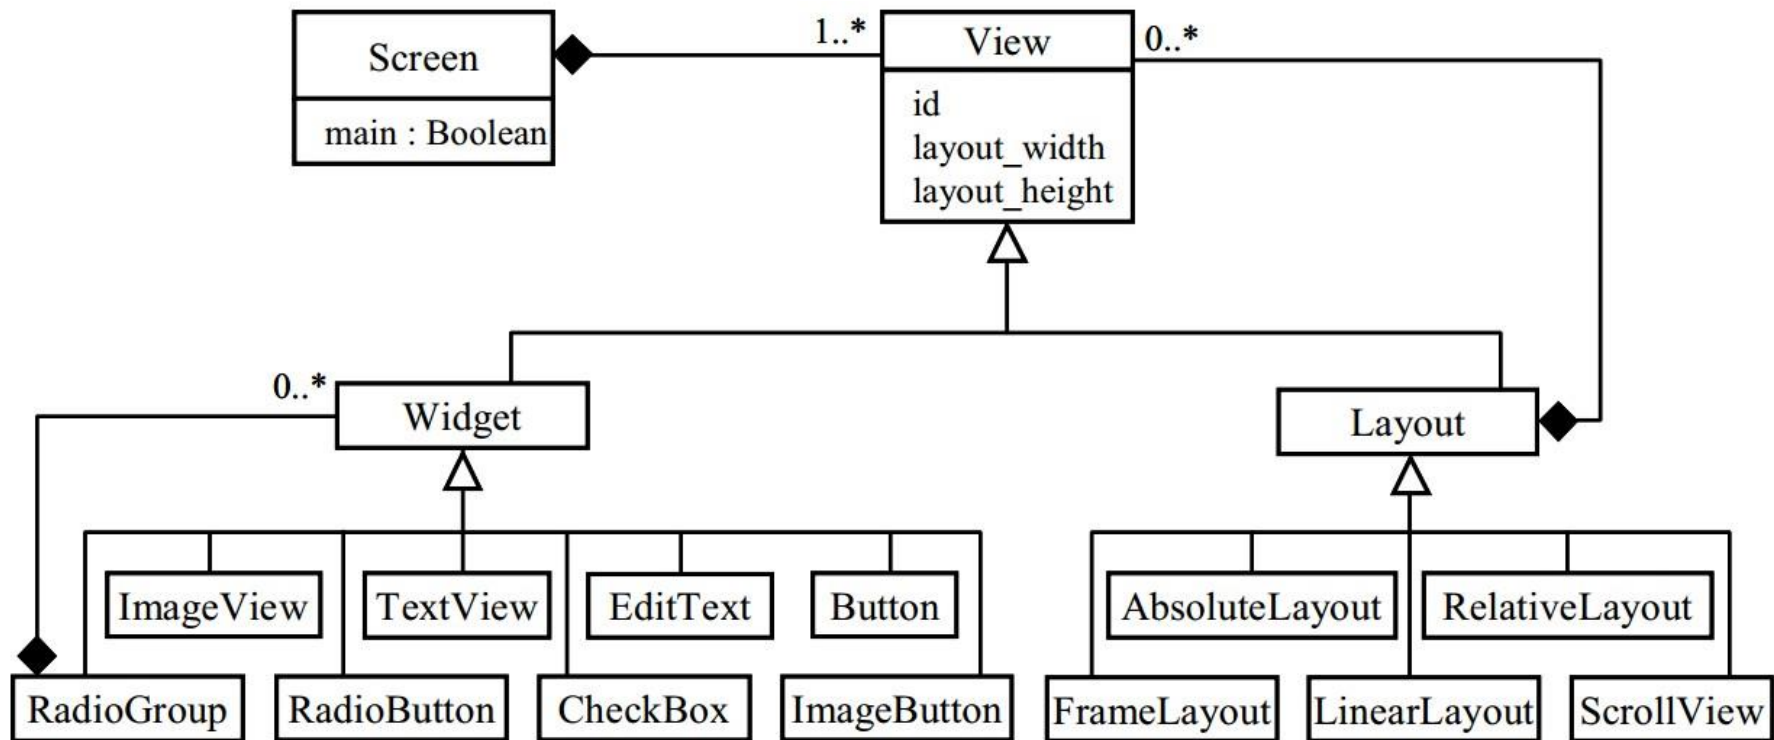 Screen
main : Boolean
1..*
View
0..*
id
layout_width
layout_height
0..*
Widget
Layout
ImageView
TextView
EditText
Button
AbsoluteLayout
RelativeLayout
RadioGroup
RadioButton
CheckBox
ImageButton
FrameLayout
LinearLayout
ScrollView